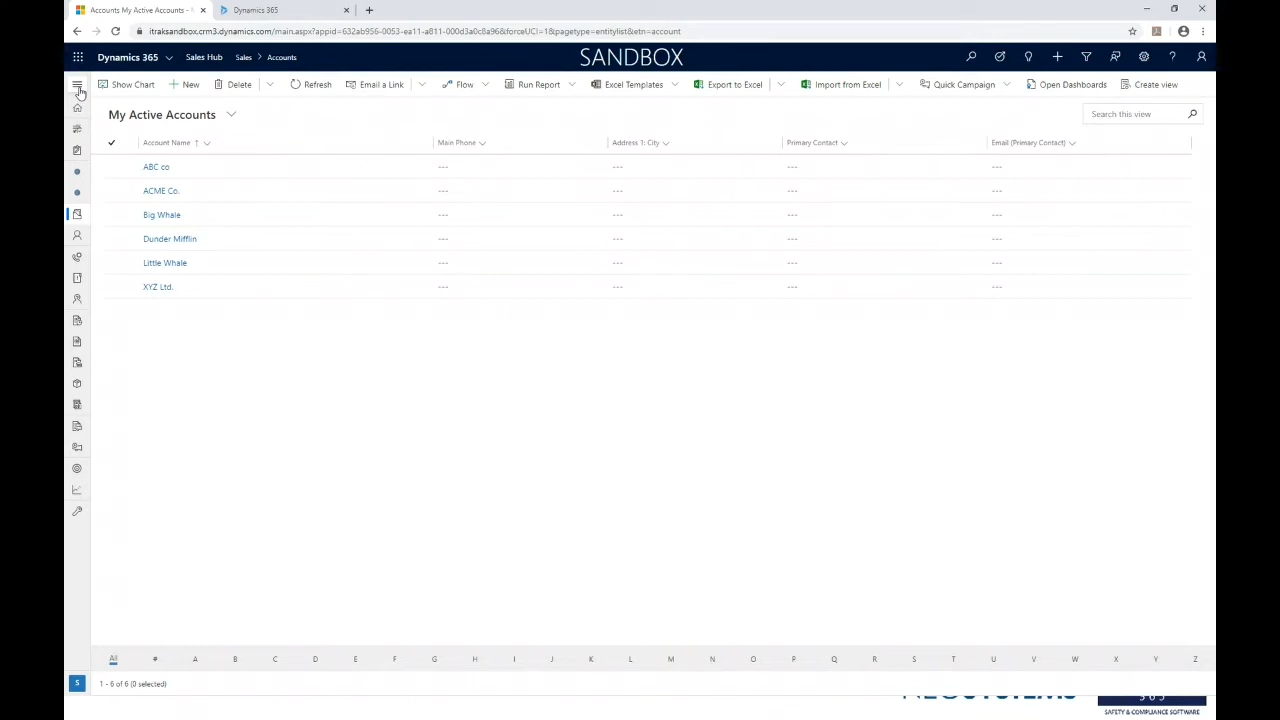 Accounts My Active Accounts -
Dynamics 365
itraksandbox.crm3.dynamics.com/main.aspx?appid=632ab956-0053-ea11-a811-000d3a0c8a96&forceUCI=1&pagetype=entitylist&etn=account
Dynamics 365 Sales Hub Sales > Accounts SANDBOX
Show Chart New Delete Refresh Email a Link Flow Run Report Excel Templates Export to Excel Import from Excel Quick Campaign Open Dashboards Create view
My Active Accounts
Search this view
Account Name ↑ Main Phone Address 1: City Primary Contact Email (Primary Contact)
ABC co --- --- --- ---
ACME Co. --- --- --- ---
Big Whale --- --- --- ---
Dunder Mifflin --- --- --- ---
Little Whale --- --- --- ---
XYZ Ltd. --- --- --- ---
All # A B C D E F G H I J K L M N O P Q R S T U V W X Y Z
S 1 - 6 of 6 (0 selected)
365
SAFETY & COMPLIANCE SOFTWARE